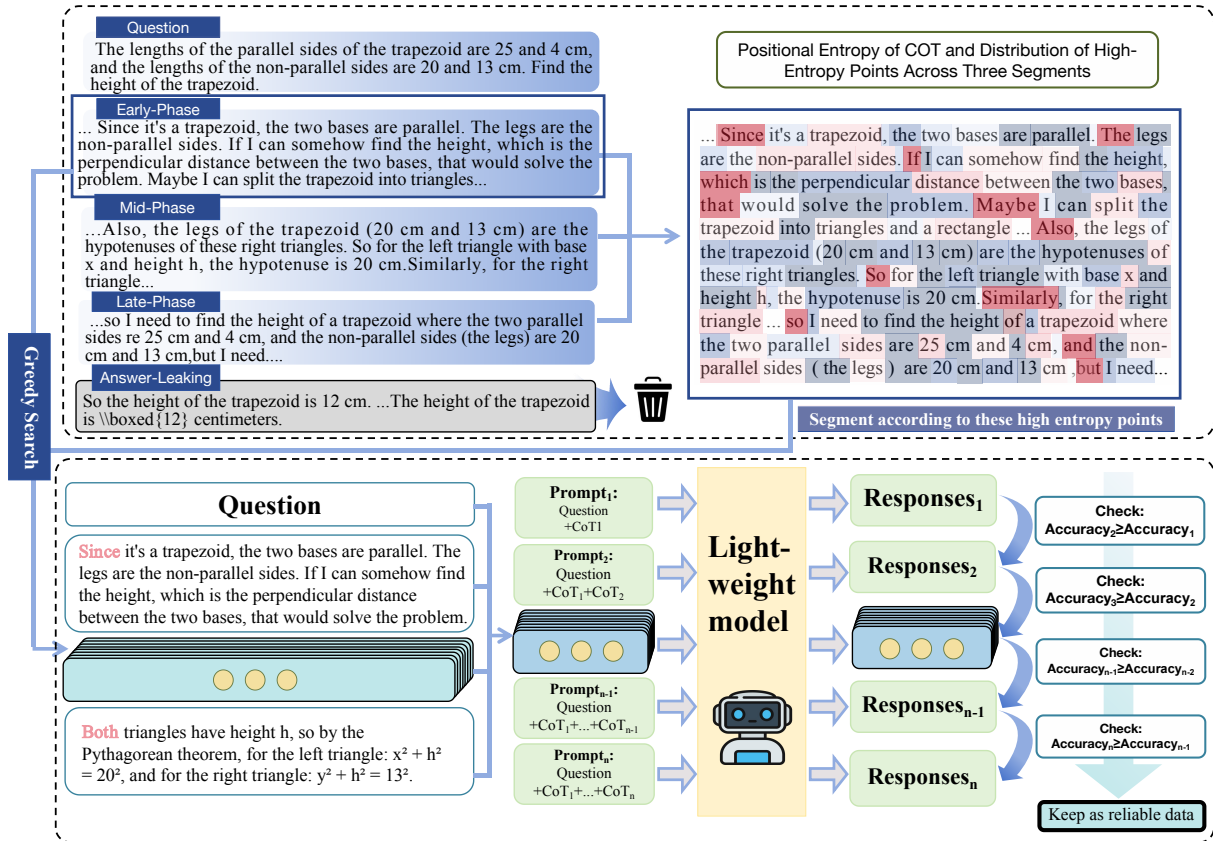 Question
The lengths of the parallel sides of the trapezoid are 25 and 4 cm,
and the lengths of the non-parallel sides are 20 and 13 cm. Find the
height of the trapezoid.
Early-Phase
... Since it's a trapezoid, the two bases are parallel. The legs are the
non-parallel sides. If I can somehow find the height, which is the
perpendicular distance between the two bases, that would solve the
problem. Maybe I can split the trapezoid into triangles...
Mid-Phase
...Also, the legs of the trapezoid (20 cm and 13 cm) are the
hypotenuses of these right triangles. So for the left triangle with base
x and height h, the hypotenuse is 20 cm.Similarly, for the right
triangle...
Late-Phase
...so I need to find the height of a trapezoid where the two parallel
sides re 25 cm and 4 cm, and the non-parallel sides (the legs) are 20
cm and 13 cm,but I need....
Answer-Leaking
So the height of the trapezoid is 12 cm. ...The height of the trapezoid
is \\boxed{12} centimeters.
Positional Entropy of COT and Distribution of High-
Entropy Points Across Three Segments
... Since it's a trapezoid, the two bases are parallel. The legs
are the non-parallel sides. If I can somehow find the height,
which is the perpendicular distance between the two bases,
that would solve the problem. Maybe I can split the
trapezoid into triangles and a rectangle ... Also, the legs of
the trapezoid (20 cm and 13 cm) are the hypotenuses of
these right triangles. So for the left triangle with base x and
height h, the hypotenuse is 20 cm.Similarly, for the right
triangle ... so I need to find the height of a trapezoid where
the two parallel sides are 25 cm and 4 cm, and the non-
parallel sides ( the legs ) are 20 cm and 13 cm ,but I need...
Segment according to these high entropy points
Greedy Search
Question
Since it's a trapezoid, the two bases are parallel. The
legs are the non-parallel sides. If I can somehow find
the height, which is the perpendicular distance
between the two bases, that would solve the problem.
Both triangles have height h, so by the
Pythagorean theorem, for the left triangle: x² + h²
= 20², and for the right triangle: y² + h² = 13².
Prompt₁:
Question
+CoT1
Prompt₂:
Question
+CoT₁+CoT₂
Promptₙ₋₁:
Question
+CoT₁+...+CoTₙ₋₁
Promptₙ:
Question
+CoT₁+...+CoTₙ
Light-
weight
model
Responses₁
Responses₂
Responsesₙ₋₁
Responsesₙ
Check:
Accuracy₂≥Accuracy₁
Check:
Accuracy₃≥Accuracy₂
Check:
Accuracyₙ₋₁≥Accuracyₙ₋₂
Check:
Accuracyₙ≥Accuracyₙ₋₁
Keep as reliable data